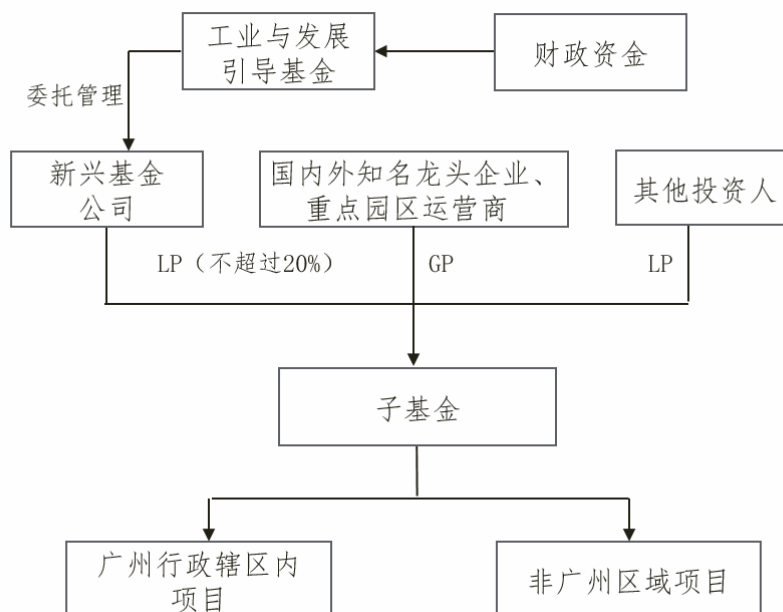 工业与发展
引导基金
财政资金
委托管理
新兴基金
公司
国内外知名龙头企业、
重点园区运营商
其他投资人
LP（不超过20%）
GP
LP
子基金
广州行政辖区内
项目
非广州区域项目